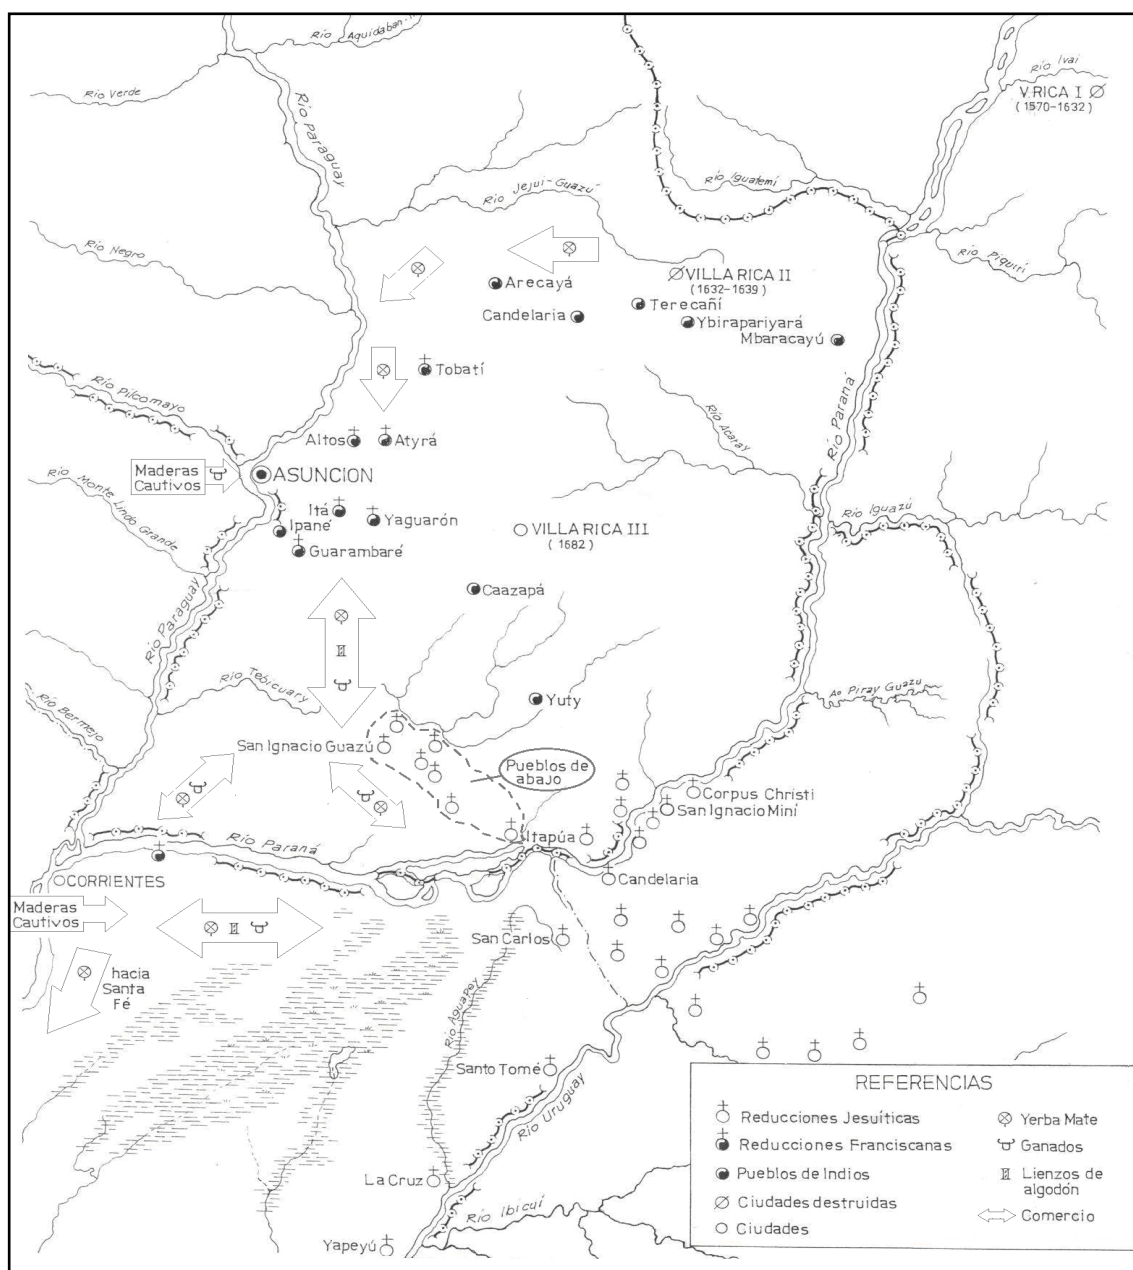 Río Aquidaban
Río Ivai
V. RICA I
(1570-1632)
Río Verde
Río Paraguay
Río Iguatemí
Río Jejui-Guazú
Río Negro
Río Piquirí
VILLA RICA II
(1632-1639)
Arecayá
Terecañí
Candelaria
Ybirapariyará
Mbaracayú
Tobatí
Río Pilcomayo
Río Acaray
Río Paraná
Altos
Atyrá
Maderas
Cautivos
ASUNCION
Río Monte Lindo Grande
Itá
Ipané
Yaguarón
Guarambaré
VILLA RICA III
(1682)
Río Iguazú
Caazapá
Río Paraguay
Río Tebicuary
Río Bermejo
Yuty
Aº Piray Guazu
San Ignacio Guazú
Pueblos de
abajo
Corpus Christi
San Ignacio Miní
Río Paraná
Itapúa
Candelaria
CORRIENTES
Maderas
Cautivos
San Carlos
hacia
Santa
Fé
Río Aguapey
Santo Tomé
Río Uruguay
La Cruz
Río Ibicuí
Yapeyú
REFERENCIAS
Reducciones Jesuíticas
Reducciones Franciscanas
Pueblos de Indios
Ciudades destruidas
Ciudades
Yerba Mate
Ganados
Lienzos de
algodón
Comercio